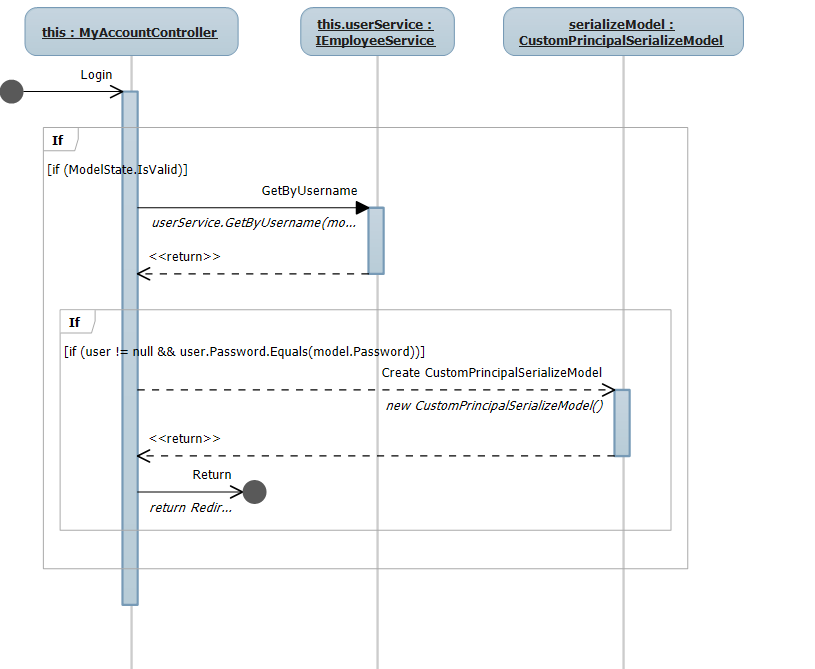 this : MyAccountController
this.userService :
IEmployeeService
serializeModel :
CustomPrincipalSerializeModel
Login
If
[if (ModelState.IsValid)]
GetByUsername
userService.GetByUsername(mo...
<<return>>
If
[if (user != null && user.Password.Equals(model.Password))]
Create CustomPrincipalSerializeModel
new CustomPrincipalSerializeModel()
<<return>>
Return
return Redir...